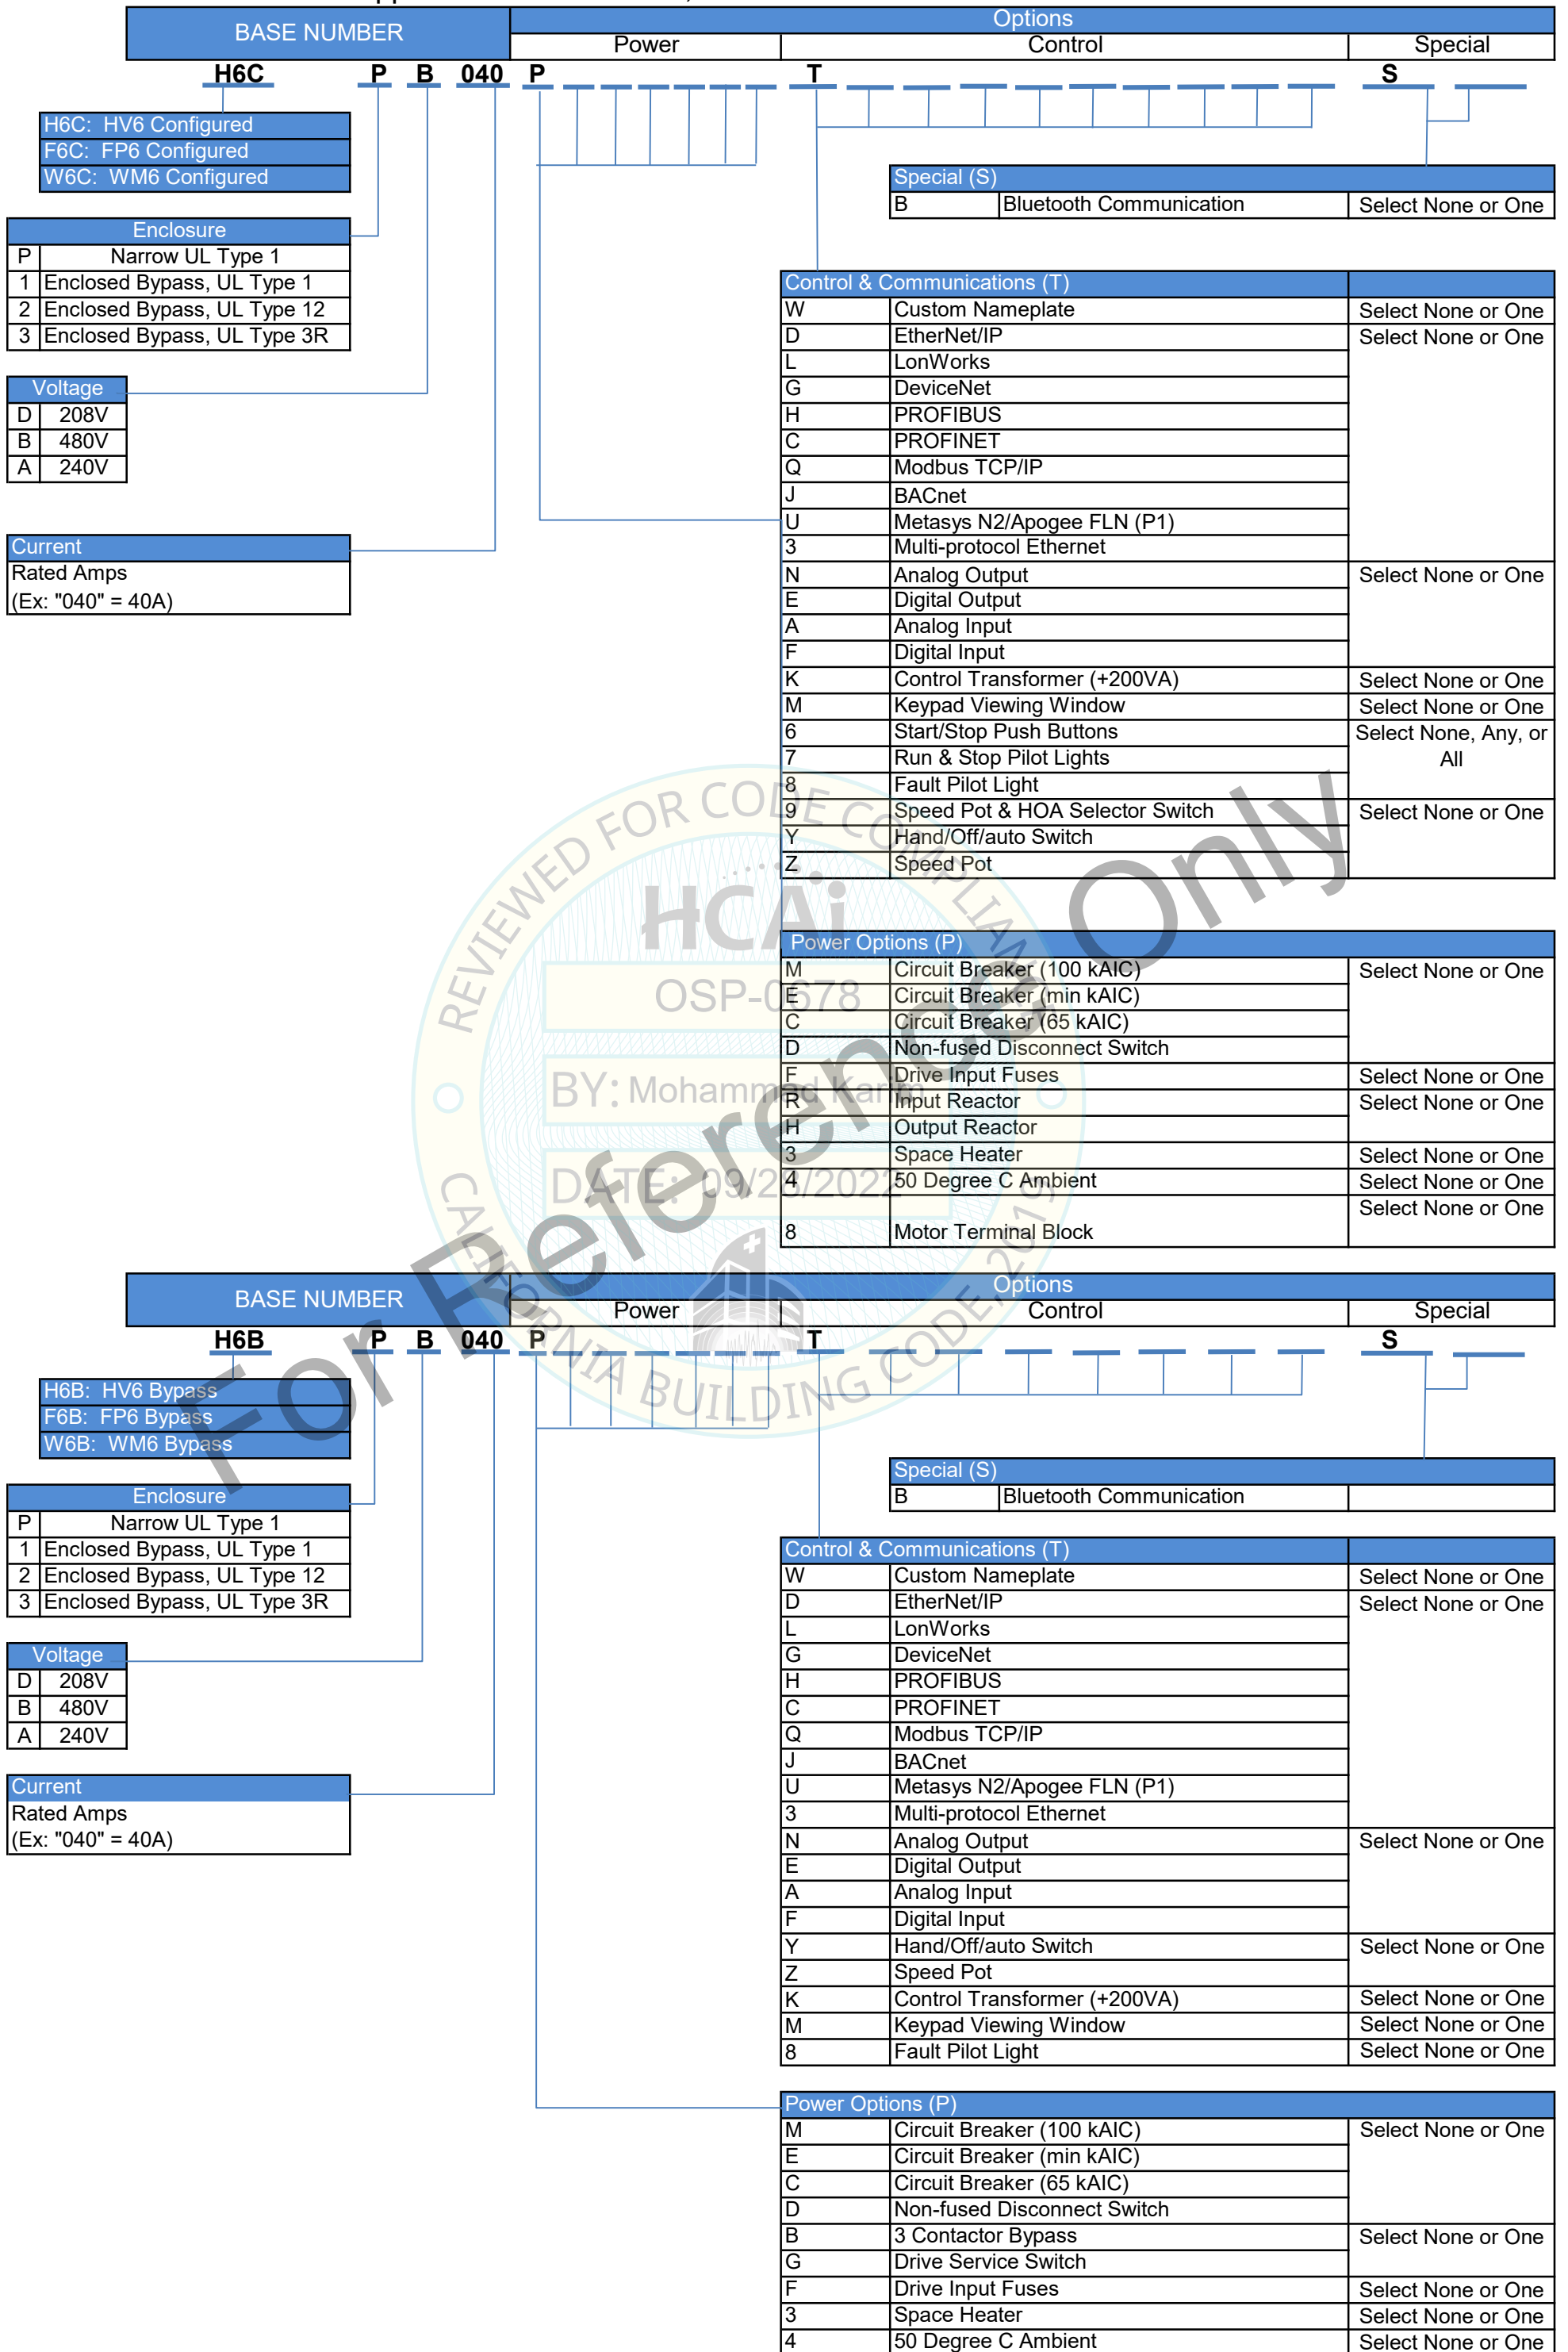 BASE NUMBER Options
Power Control Special
H6C P B 040 P T S
H6C: HV6 Configured
F6C: FP6 Configured
W6C: WM6 Configured
Special (S)
B Bluetooth Communication Select None or One
Enclosure
P Narrow UL Type 1
1 Enclosed Bypass, UL Type 1
2 Enclosed Bypass, UL Type 12
3 Enclosed Bypass, UL Type 3R
Voltage
D 208V
B 480V
A 240V
Current
Rated Amps
(Ex: "040" = 40A)
Control & Communications (T)
W Custom Nameplate Select None or One
D EtherNet/IP Select None or One
L LonWorks
G DeviceNet
H PROFIBUS
C PROFINET
Q Modbus TCP/IP
J BACnet
U Metasys N2/Apogee FLN (P1)
3 Multi-protocol Ethernet
N Analog Output Select None or One
E Digital Output
A Analog Input
F Digital Input
K Control Transformer (+200VA) Select None or One
M Keypad Viewing Window Select None or One
6 Start/Stop Push Buttons Select None, Any, or
7 Run & Stop Pilot Lights All
8 Fault Pilot Light
9 Speed Pot & HOA Selector Switch Select None or One
Y Hand/Off/auto Switch
Z Speed Pot
Power Options (P)
M Circuit Breaker (100 kAIC) Select None or One
E Circuit Breaker (min kAIC)
C Circuit Breaker (65 kAIC)
D Non-fused Disconnect Switch
F Drive Input Fuses Select None or One
R Input Reactor Select None or One
H Output Reactor
3 Space Heater Select None or One
4 50 Degree C Ambient Select None or One
Select None or One
8 Motor Terminal Block
REVIEWED FOR CODE COMPLIANCE
HCAi
OSP-0678
BY: Mohammad Karim
DATE: 09/28/2022
CALIFORNIA BUILDING CODE, 2019
For Reference Only
BASE NUMBER Options
Power Control Special
H6B P B 040 P T S
H6B: HV6 Bypass
F6B: FP6 Bypass
W6B: WM6 Bypass
Special (S)
B Bluetooth Communication
Enclosure
P Narrow UL Type 1
1 Enclosed Bypass, UL Type 1
2 Enclosed Bypass, UL Type 12
3 Enclosed Bypass, UL Type 3R
Voltage
D 208V
B 480V
A 240V
Current
Rated Amps
(Ex: "040" = 40A)
Control & Communications (T)
W Custom Nameplate Select None or One
D EtherNet/IP Select None or One
L LonWorks
G DeviceNet
H PROFIBUS
C PROFINET
Q Modbus TCP/IP
J BACnet
U Metasys N2/Apogee FLN (P1)
3 Multi-protocol Ethernet
N Analog Output Select None or One
E Digital Output
A Analog Input
F Digital Input
Y Hand/Off/auto Switch Select None or One
Z Speed Pot
K Control Transformer (+200VA) Select None or One
M Keypad Viewing Window Select None or One
8 Fault Pilot Light Select None or One
Power Options (P)
M Circuit Breaker (100 kAIC) Select None or One
E Circuit Breaker (min kAIC)
C Circuit Breaker (65 kAIC)
D Non-fused Disconnect Switch
B 3 Contactor Bypass Select None or One
G Drive Service Switch
F Drive Input Fuses Select None or One
3 Space Heater Select None or One
4 50 Degree C Ambient Select None or One